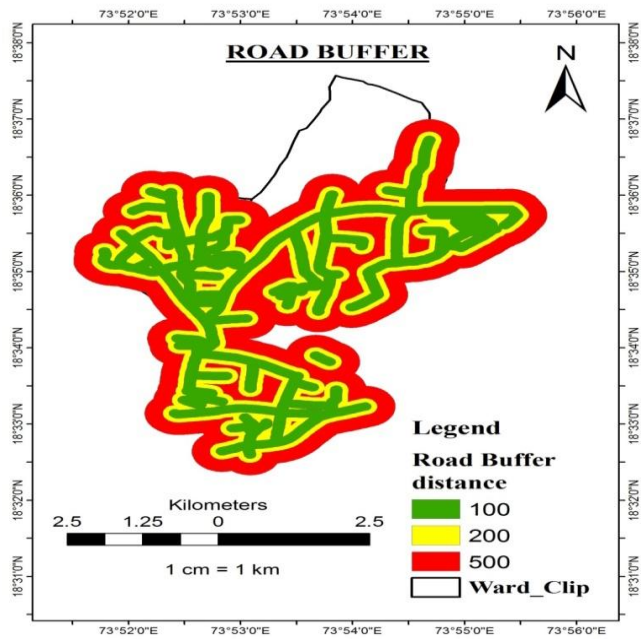 73°52'0"E 73°53'0"E 73°54'0"E 73°55'0"E 73°56'0"E
ROAD BUFFER
N
18°38'0"N 18°38'0"N
18°37'0"N 18°37'0"N
18°36'0"N 18°36'0"N
18°35'0"N 18°35'0"N
18°34'0"N 18°34'0"N
18°33'0"N 18°33'0"N
18°32'0"N 18°32'0"N
18°31'0"N 18°31'0"N
Legend
Road Buffer
distance
100
200
500
Ward_Clip
Kilometers
2.5 1.25 0 2.5
1 cm = 1 km
73°52'0"E 73°53'0"E 73°54'0"E 73°55'0"E 73°56'0"E